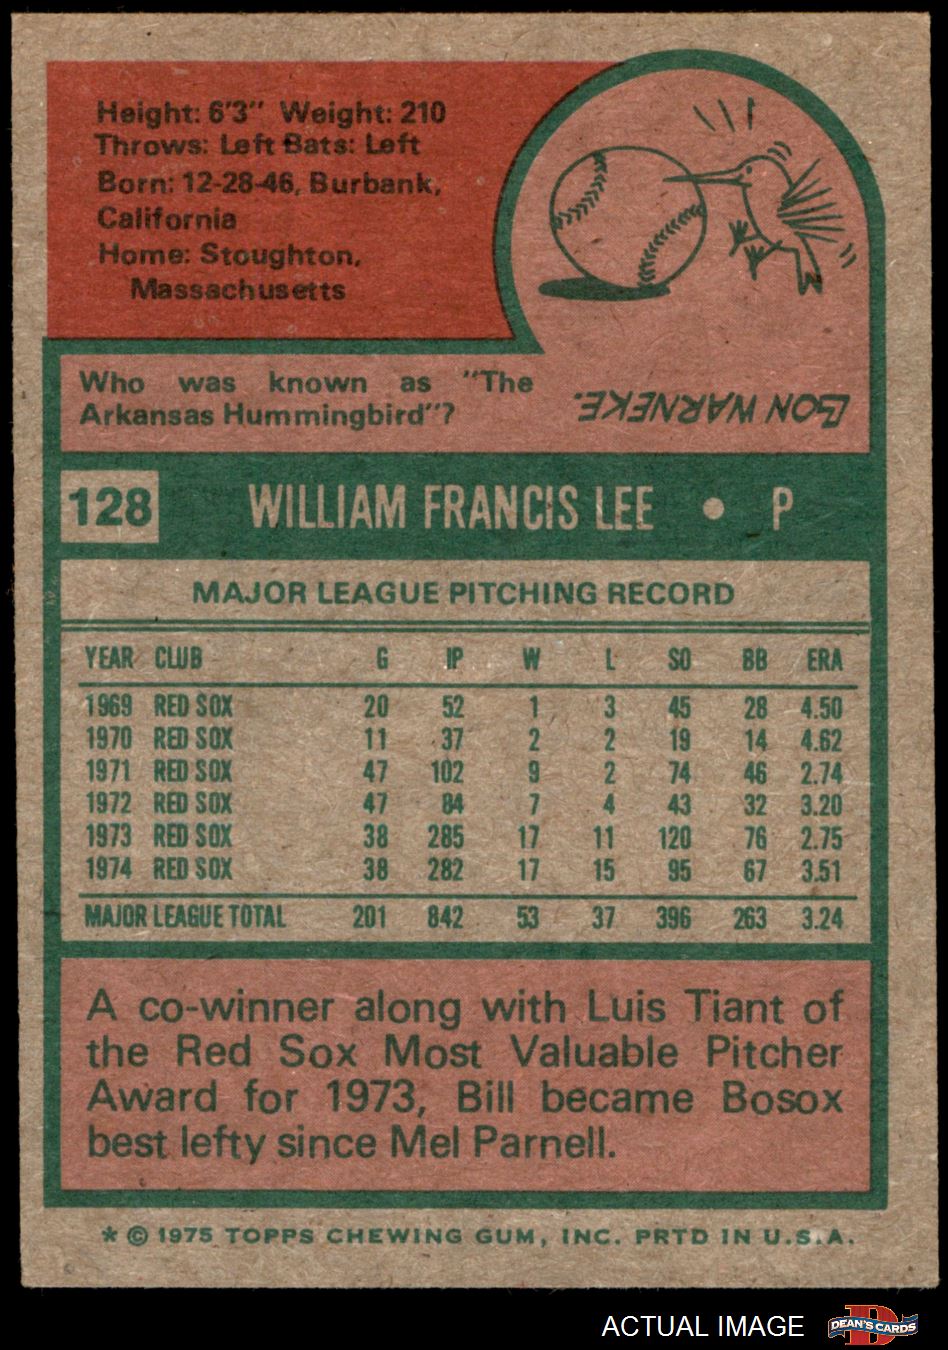 Height: 6'3" Weight: 210
Throws: Left Bats: Left
Born: 12-28-46, Burbank,
California
Home: Stoughton,
Massachusetts
Who was known as "The
Arkansas Hummingbird"?
LON WARNEKE.
128 WILLIAM FRANCIS LEE • P
MAJOR LEAGUE PITCHING RECORD
YEAR CLUB G IP W L SO BB ERA
1969 RED SOX 20 52 1 3 45 28 4.50
1970 RED SOX 11 37 2 2 19 14 4.62
1971 RED SOX 47 102 9 2 74 46 2.74
1972 RED SOX 47 84 7 4 43 32 3.20
1973 RED SOX 38 285 17 11 120 76 2.75
1974 RED SOX 38 282 17 15 95 67 3.51
MAJOR LEAGUE TOTAL 201 842 53 37 396 263 3.24
A co-winner along with Luis Tiant of
the Red Sox Most Valuable Pitcher
Award for 1973, Bill became Bosox
best lefty since Mel Parnell.
* © 1975 TOPPS CHEWING GUM, INC. PRTD IN U.S.A.
ACTUAL IMAGE DEAN'S CARDS